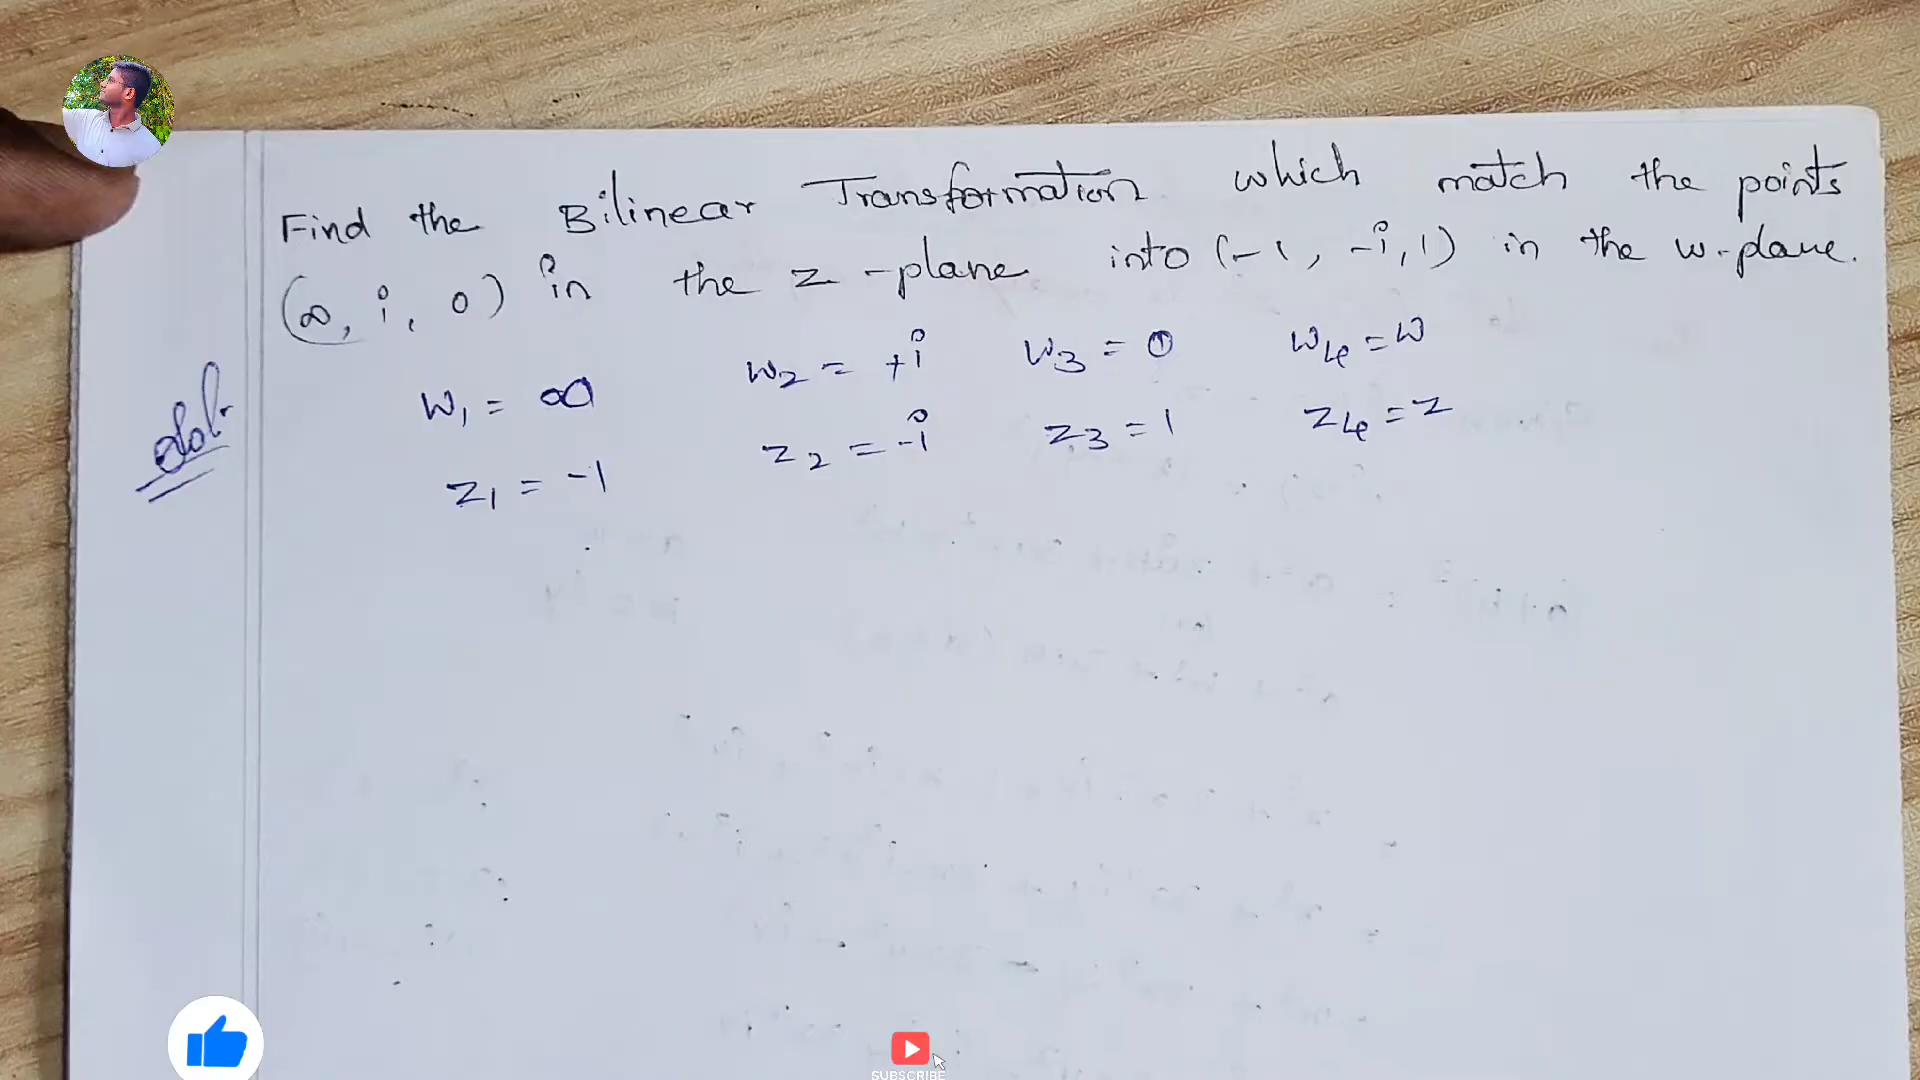 Find the Bilinear Transformation which match the points
(∞, i, 0) in the z-plane into (-1, -i, 1) in the w-plane.
Sol.
w₁ = ∞ w₂ = +i w₃ = 0 w₄ = w
z₁ = -1 z₂ = -i z₃ = 1 z₄ = z
SUBSCRIBE